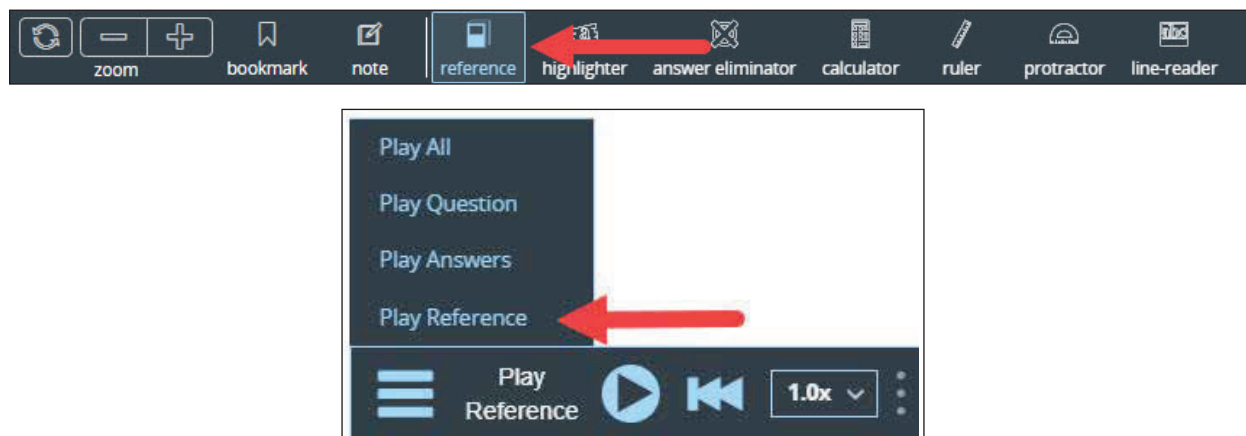 zoom bookmark note reference highlighter answer eliminator calculator ruler protractor line-reader
Play All
Play Question
Play Answers
Play Reference
Play
Reference
1.0x